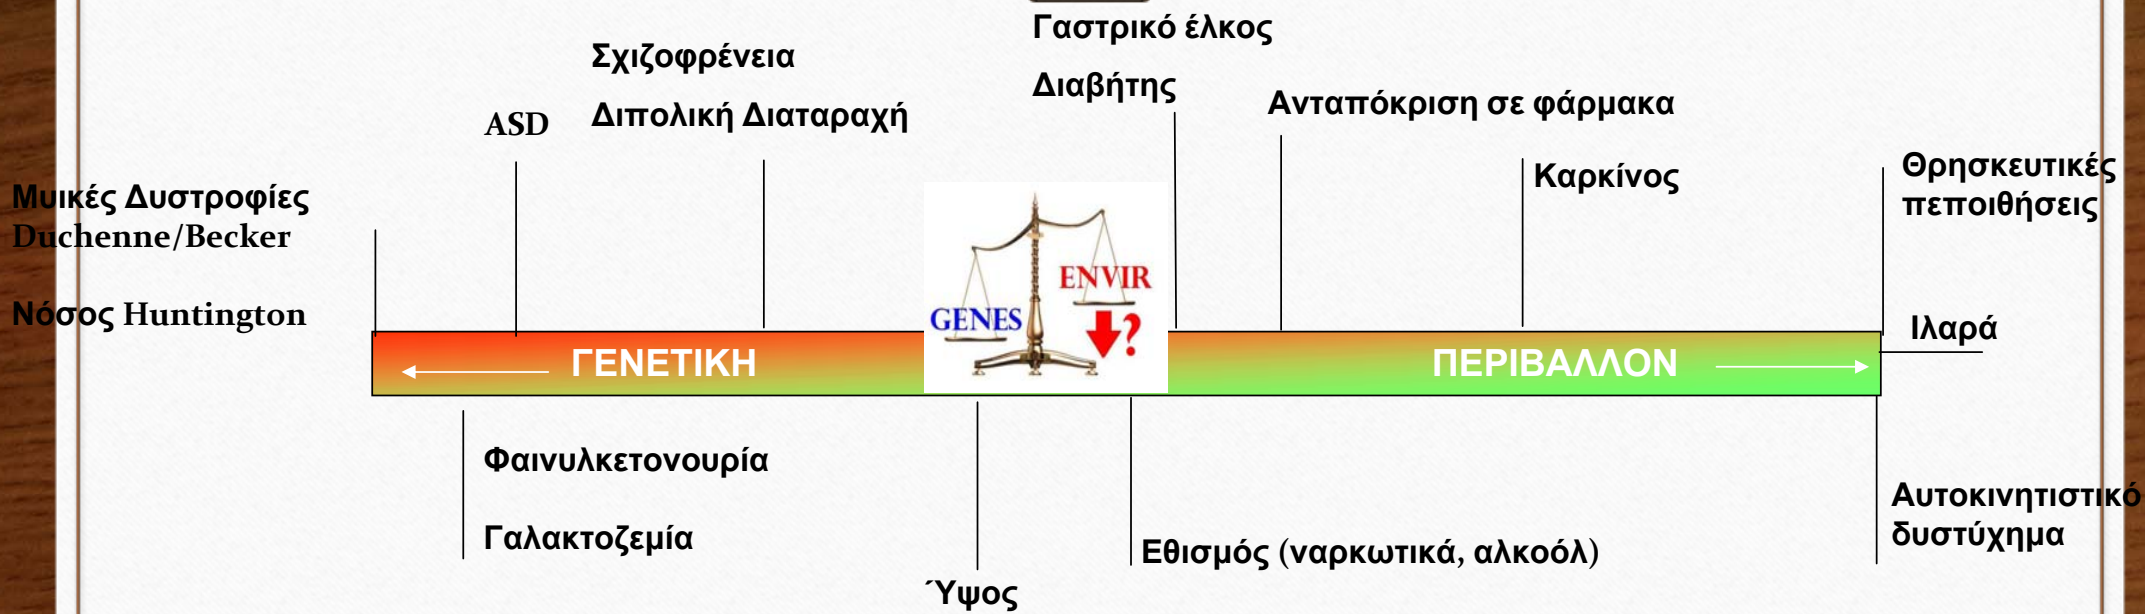 Γαστρικό έλκος
Διαβήτης
Σχιζοφρένεια
Διπολική Διαταραχή
ASD
Ανταπόκριση σε φάρμακα
Καρκίνος
Θρησκευτικές
πεποιθήσεις
Μυικές Δυστροφίες
Duchenne/Becker
Νόσος Huntington
ENVIR
GENES
?
Ιλαρά
ΓΕΝΕΤΙΚΗ
ΠΕΡΙΒΑΛΛΟΝ
Φαινυλκετονουρία
Γαλακτοζεμία
Αυτοκινητιστικό
δυστύχημα
Εθισμός (ναρκωτικά, αλκοόλ)
Ύψος